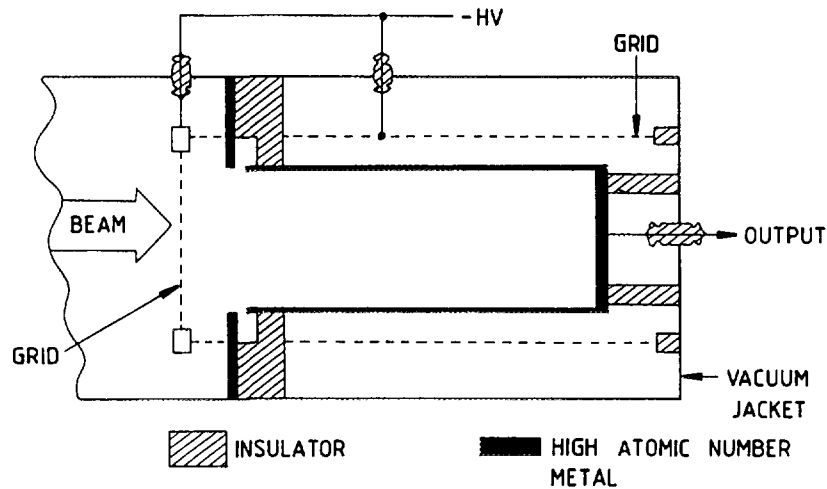 -HV
GRID
BEAM
OUTPUT
GRID
VACUUM
JACKET
INSULATOR
HIGH ATOMIC NUMBER
METAL